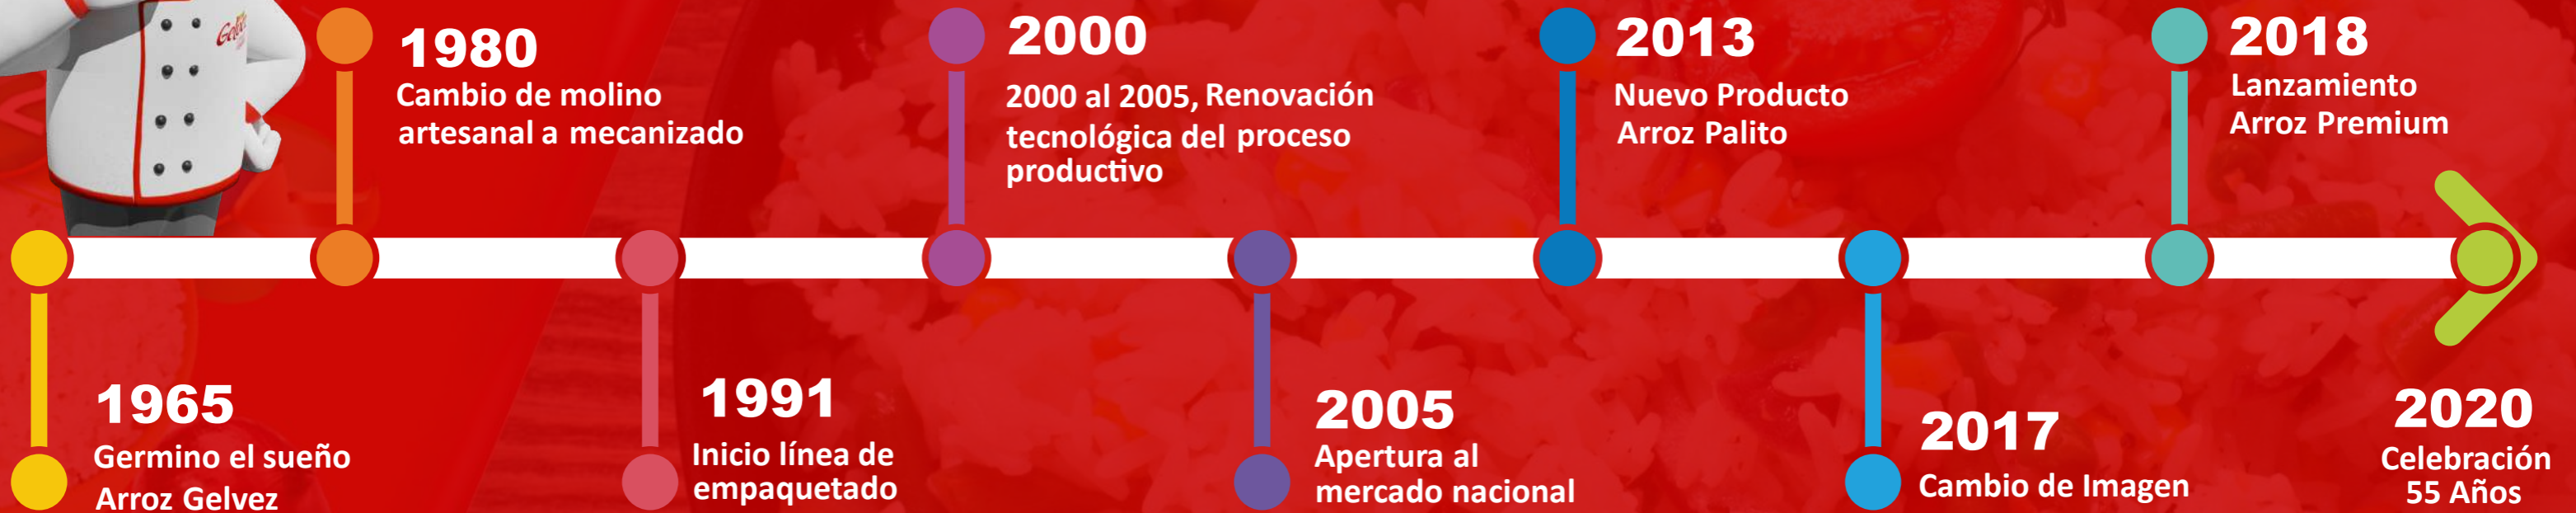 1980
Cambio de molino
artesanal a mecanizado
2000
2000 al 2005, Renovación
tecnológica del proceso
productivo
2013
Nuevo Producto
Arroz Palito
2018
Lanzamiento
Arroz Premium
1965
Germino el sueño
Arroz Gelvez
1991
Inicio línea de
empaquetado
2005
Apertura al
mercado nacional
2017
Cambio de Imagen
2020
Celebración
55 Años